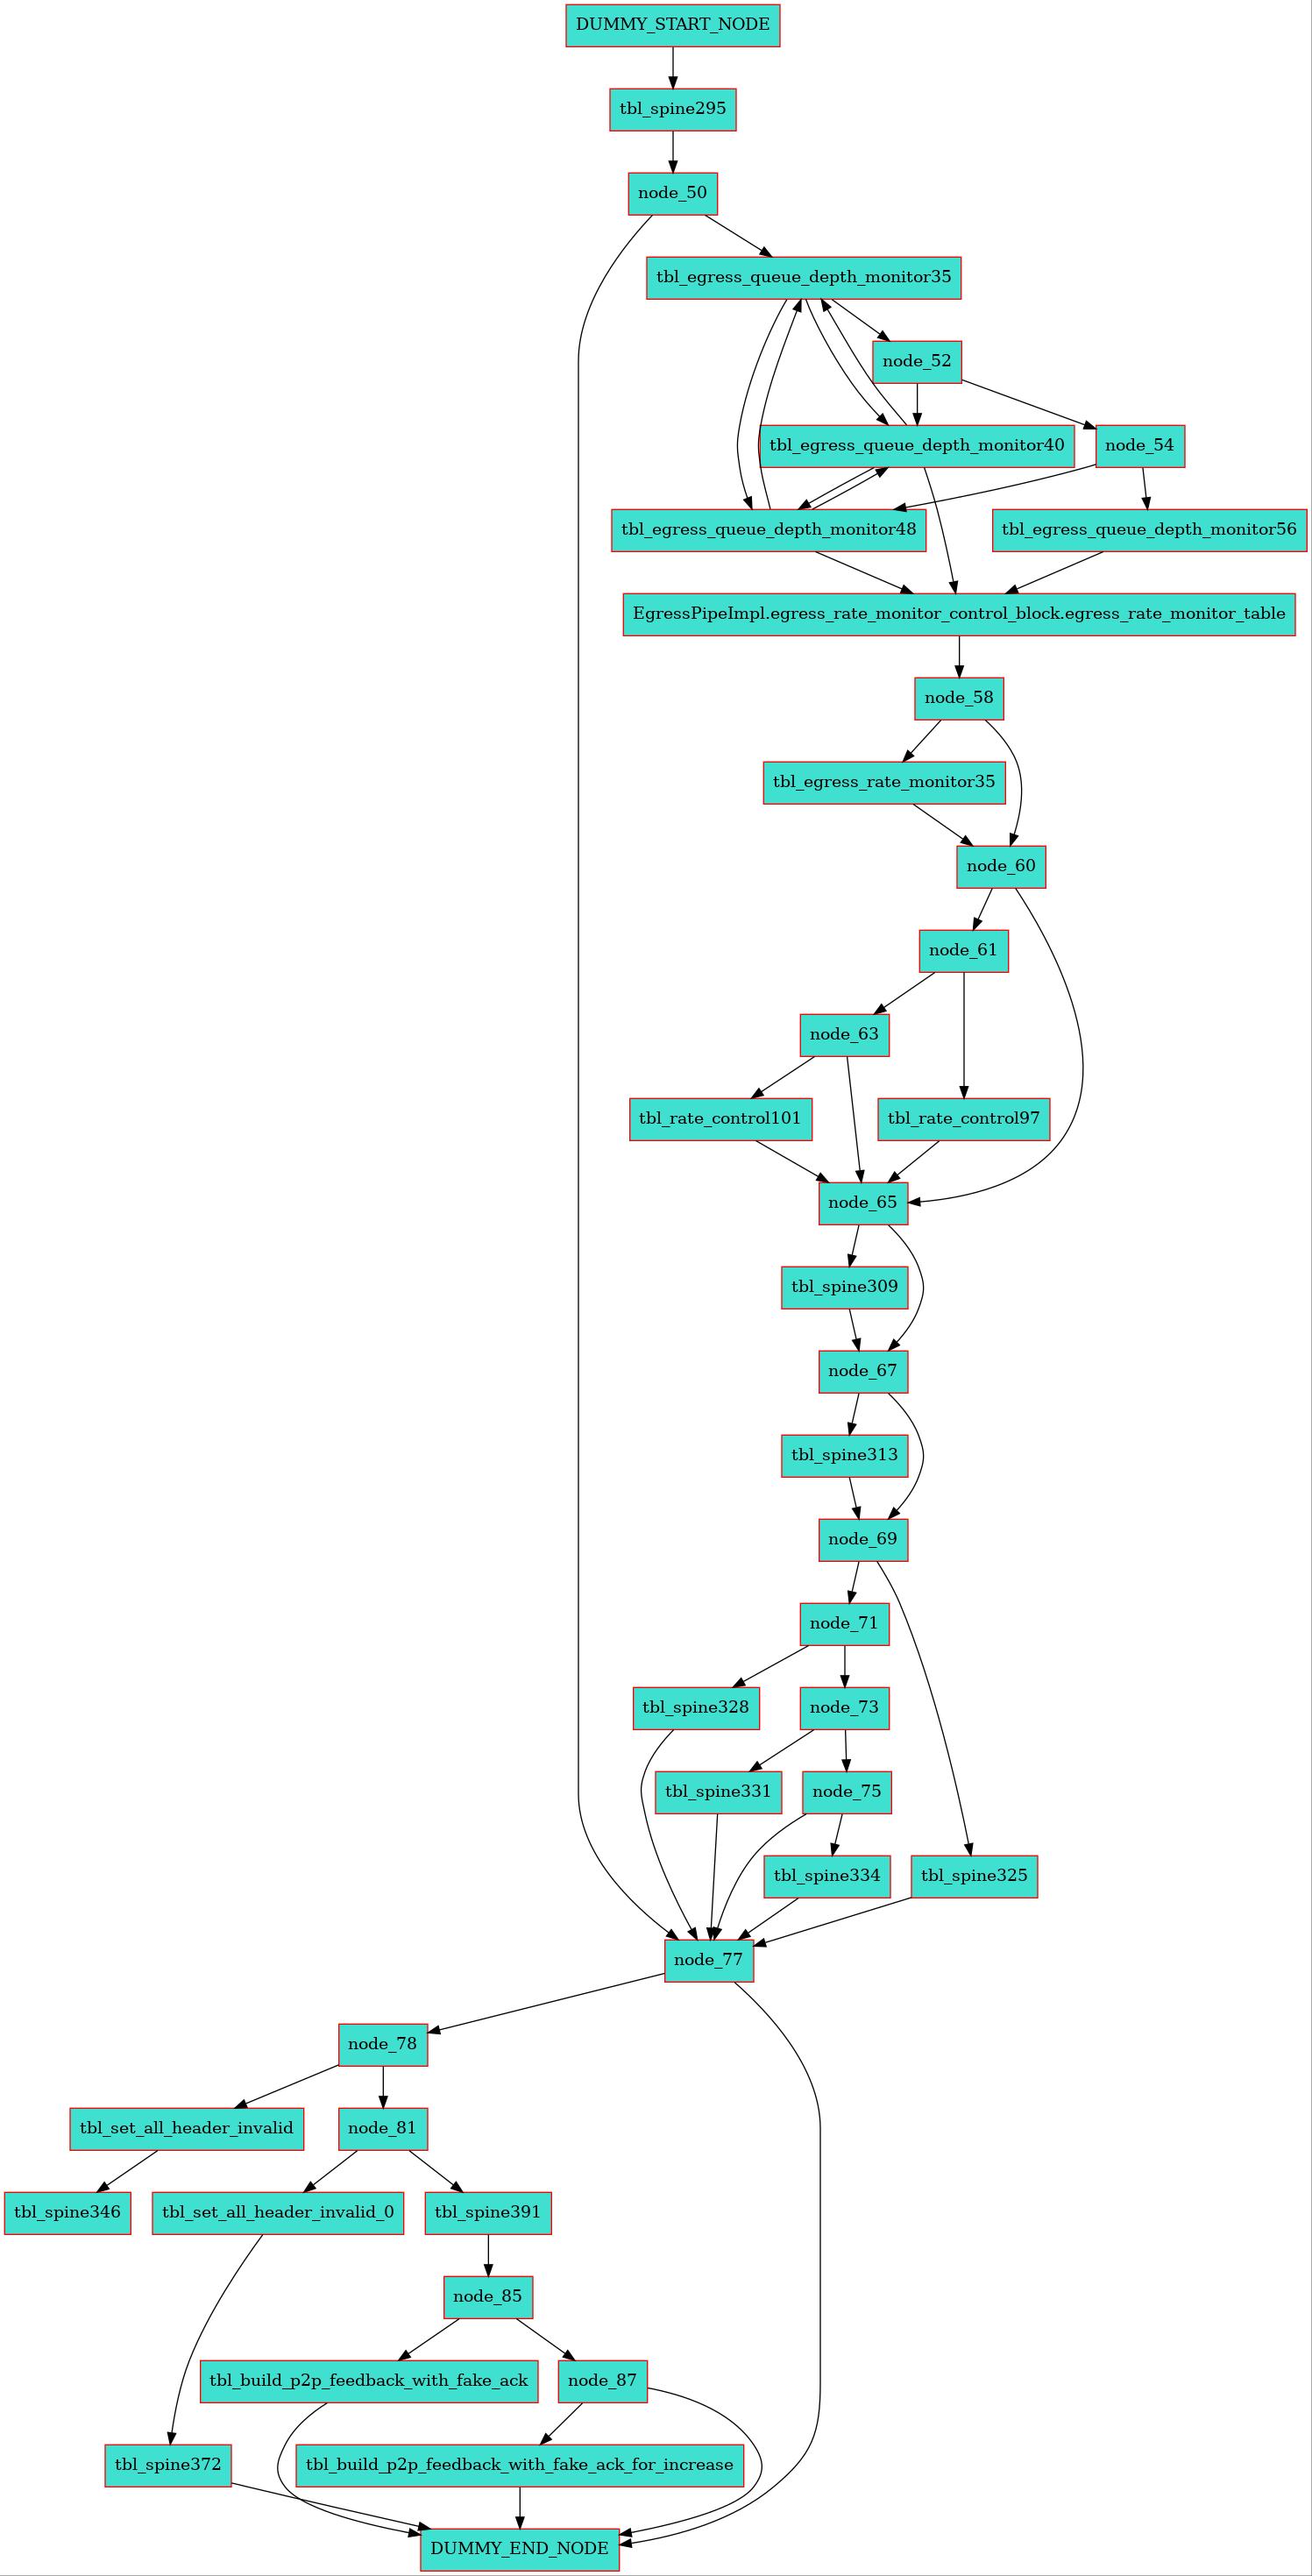 DUMMY_START_NODE
tbl_spine295
node_50
tbl_egress_queue_depth_monitor35
node_52
tbl_egress_queue_depth_monitor40
node_54
tbl_egress_queue_depth_monitor48
tbl_egress_queue_depth_monitor56
EgressPipeImpl.egress_rate_monitor_control_block.egress_rate_monitor_table
node_58
tbl_egress_rate_monitor35
node_60
node_61
node_63
tbl_rate_control101
tbl_rate_control97
node_65
tbl_spine309
node_67
tbl_spine313
node_69
node_71
tbl_spine328
node_73
tbl_spine331
node_75
tbl_spine334
tbl_spine325
node_77
node_78
tbl_set_all_header_invalid
node_81
tbl_spine346
tbl_set_all_header_invalid_0
tbl_spine391
node_85
tbl_build_p2p_feedback_with_fake_ack
node_87
tbl_spine372
tbl_build_p2p_feedback_with_fake_ack_for_increase
DUMMY_END_NODE